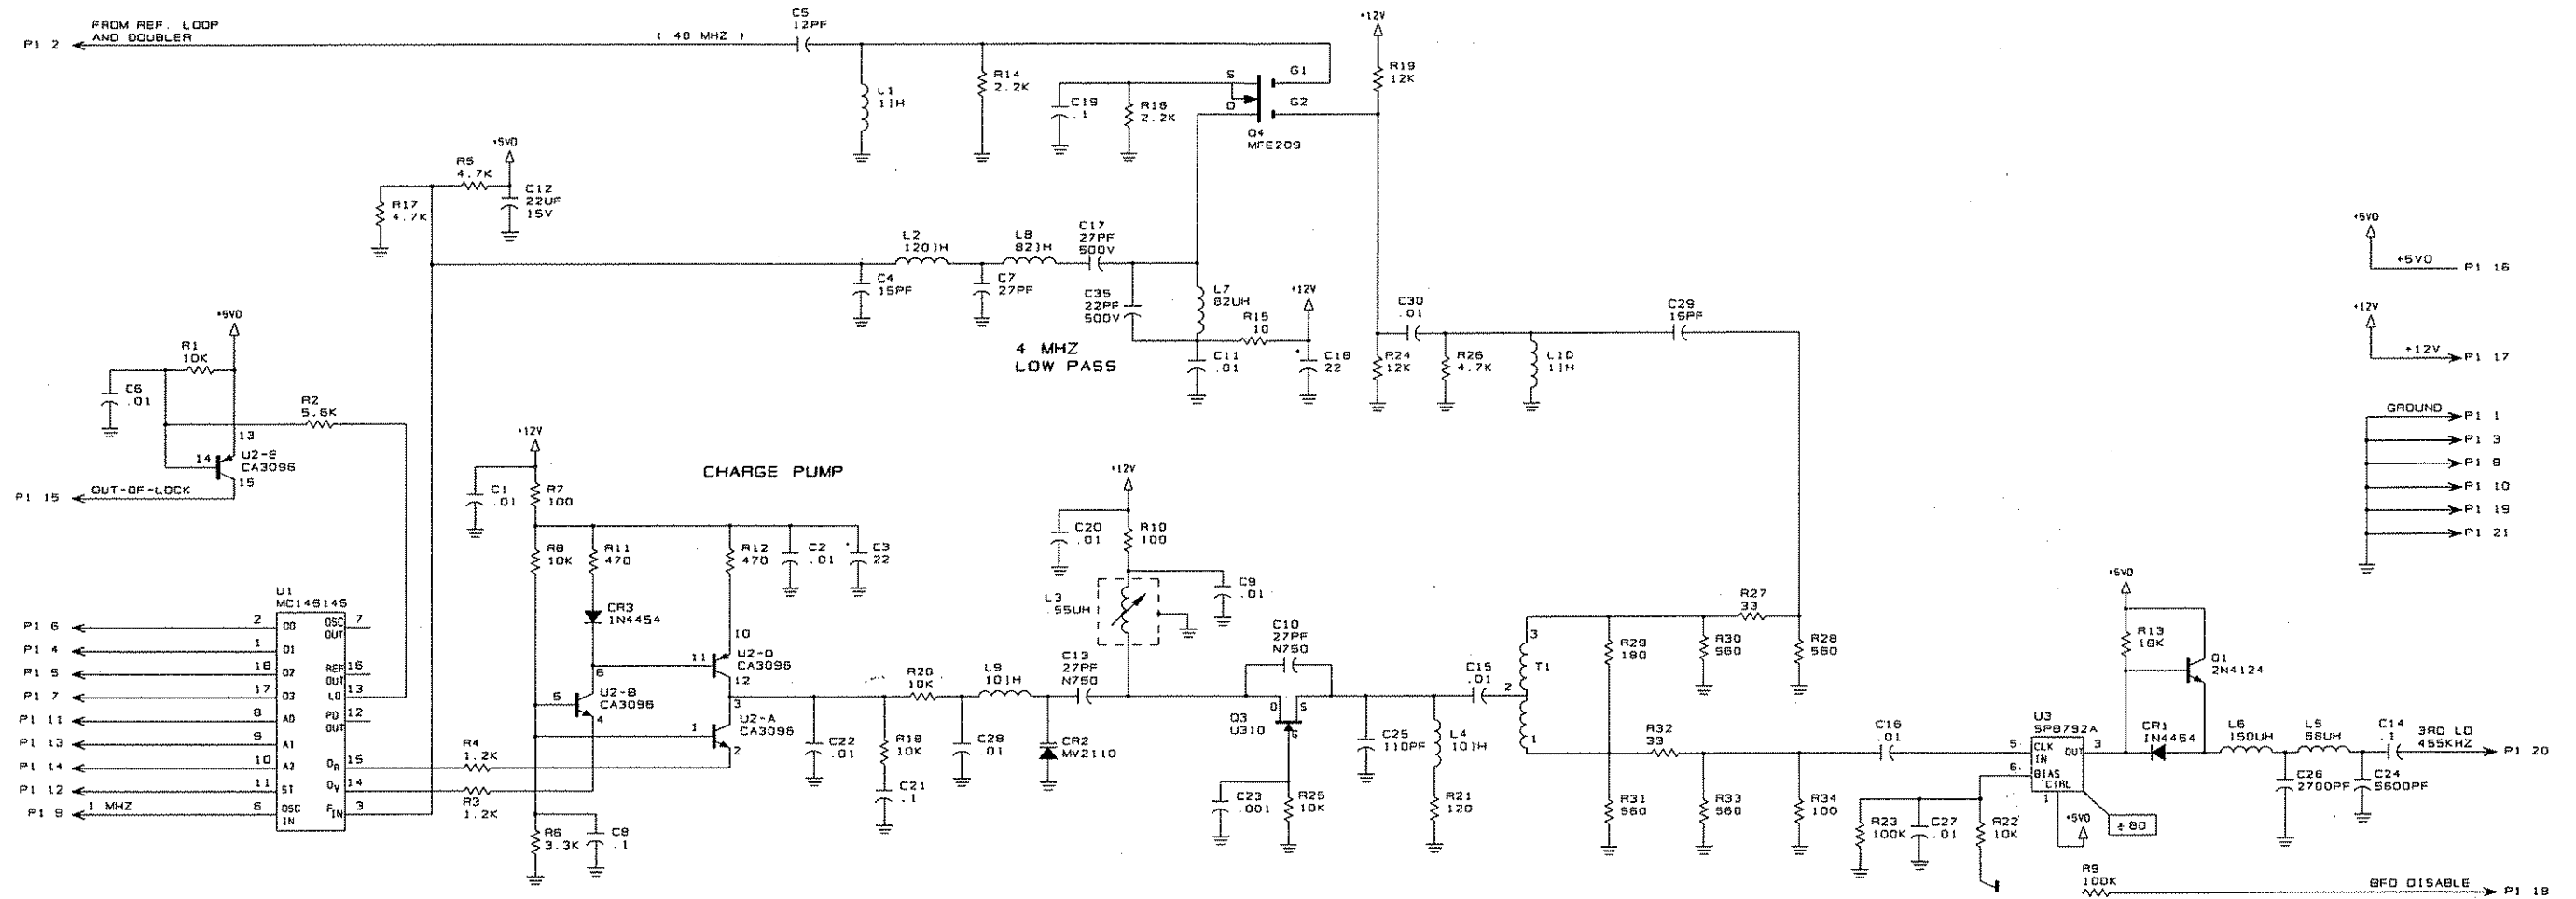 FROM REF. LOOP
AND DOUBLER
P1 2
( 40 MHZ )
C5
12PF
L1
1)H
R14
2.2K
C19
.1
R16
2.2K
S
D
G1
G2
Q4
MFE209
+12V
R19
12K
R5
4.7K
+5VD
C12
22UF
15V
R17
4.7K
L2
120)H
L8
82)H
C17
27PF
500V
C4
15PF
C7
27PF
C35
22PF
500V
L7
82UH
R15
10
+12V
C11
.01
C18
22
4 MHZ
LOW PASS
R24
12K
C30
.01
R26
4.7K
L10
1)H
C29
15PF
+5VD
+5VD
P1 16
+12V
+12V
P1 17
GROUND
P1 1
P1 3
P1 8
P1 10
P1 19
P1 21
+5VD
R1
10K
C6
.01
R2
5.6K
13
14
U2-E
CA3096
15
P1 15
OUT-OF-LOCK
+12V
C1
.01
R7
100
CHARGE PUMP
R8
10K
R11
470
R12
470
C2
.01
C3
22
CR3
1N4454
10
11
U2-D
CA3096
12
6
5
U2-B
CA3096
4
3
1
U2-A
CA3096
2
R4
1.2K
R3
1.2K
R6
3.3K
C8
.1
U1
MC145145
P1 6
2
D0
OSC
OUT
7
P1 4
1
D1
P1 5
18
D2
REF
OUT
16
P1 7
17
D3
LD
13
P1 11
8
A0
PD
OUT
12
P1 13
9
A1
P1 14
10
A2
ΦR
15
P1 12
11
ST
ΦV
14
P1 9
1 MHZ
6
OSC
IN
FIN
3
C22
.01
R20
10K
R18
10K
C21
.1
C28
.01
L9
10)H
C13
27PF
N750
CR2
MV2110
+12V
C20
.01
R10
100
L3
.55UH
C9
.01
C10
27PF
N750
D
S
G
Q3
U310
C23
.001
R25
10K
C25
110PF
L4
10)H
R21
120
C15
.01
3
T1
2
1
R29
180
R27
33
R30
560
R28
560
R32
33
R31
560
R33
560
R34
100
C16
.01
U3
SP8792A
5
CLK
IN
OUT
3
6
BIAS
CTRL
1
+5VD
÷80
R23
100K
C27
.01
R22
10K
+5VD
R13
18K
Q1
2N4124
CR1
IN4454
L6
150UH
L5
68UH
C14
.1
C26
2700PF
C24
5600PF
3RD LO
455KHZ
P1 20
R9
100K
BFO DISABLE
P1 18